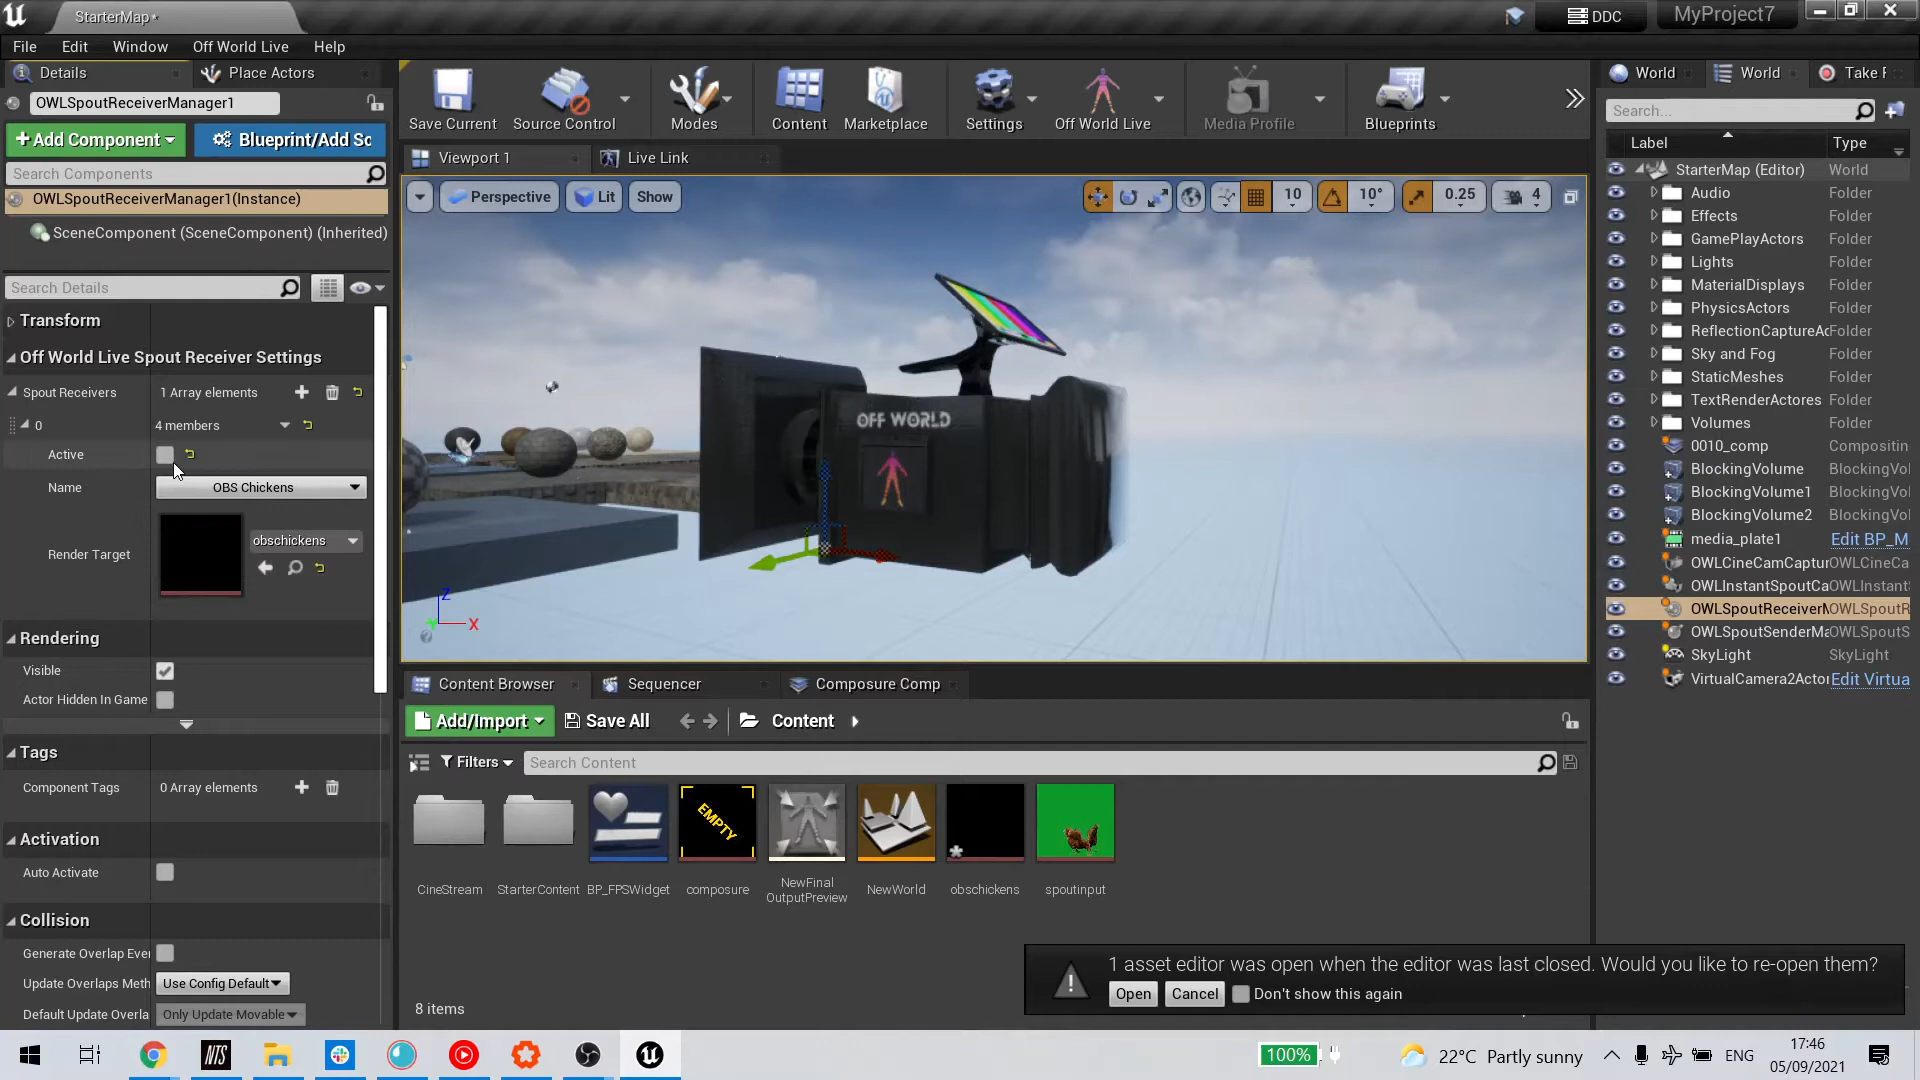 StarterMap*
DDC
MyProject7
File
Edit
Window
Off World Live
Help
Details
Place Actors
OWLSpoutReceiverManager1
Add Component
Blueprint/Add Sc
Search Components
OWLSpoutReceiverManager1(Instance)
SceneComponent (SceneComponent) (Inherited)
Search Details
Transform
Off World Live Spout Receiver Settings
Spout Receivers
1 Array elements
0
4 members
Active
Name
OBS Chickens
Render Target
obschickens
Rendering
Visible
Actor Hidden In Game
Tags
Component Tags
0 Array elements
Activation
Auto Activate
Collision
Generate Overlap Eve
Update Overlaps Meth
Use Config Default
Default Update Overla
Only Update Movable
Save Current
Source Control
Modes
Content
Marketplace
Settings
Off World Live
Media Profile
Blueprints
Viewport 1
Live Link
Perspective
Lit
Show
10
10°
0.25
4
OFF WORLD
Z
Y
X
Content Browser
Sequencer
Composure Comp
Add/Import
Save All
Content
Filters
Search Content
CineStream
StarterContent
BP_FPSWidget
EMPTY
composure
NewFinal
OutputPreview
NewWorld
obschickens
spoutinput
8 items
World
World
Take F
Search...
Label
Type
StarterMap (Editor)
World
Audio
Folder
Effects
Folder
GamePlayActors
Folder
Lights
Folder
MaterialDisplays
Folder
PhysicsActors
Folder
ReflectionCaptureAc
Folder
Sky and Fog
Folder
StaticMeshes
Folder
TextRenderActores
Folder
Volumes
Folder
0010_comp
Compositin
BlockingVolume
BlockingVol
BlockingVolume1
BlockingVol
BlockingVolume2
BlockingVol
media_plate1
Edit BP_M
OWLCineCamCaptur
OWLCineCa
OWLInstantSpoutCa
OWLInstant
OWLSpoutReceiverM
OWLSpoutR
OWLSpoutSenderMa
OWLSpoutS
SkyLight
SkyLight
VirtualCamera2Actor
Edit Virtua
1 asset editor was open when the editor was last closed. Would you like to re-open them?
Open
Cancel
Don't show this again
NTS
100%
22°C Partly sunny
ENG
17:46
05/09/2021